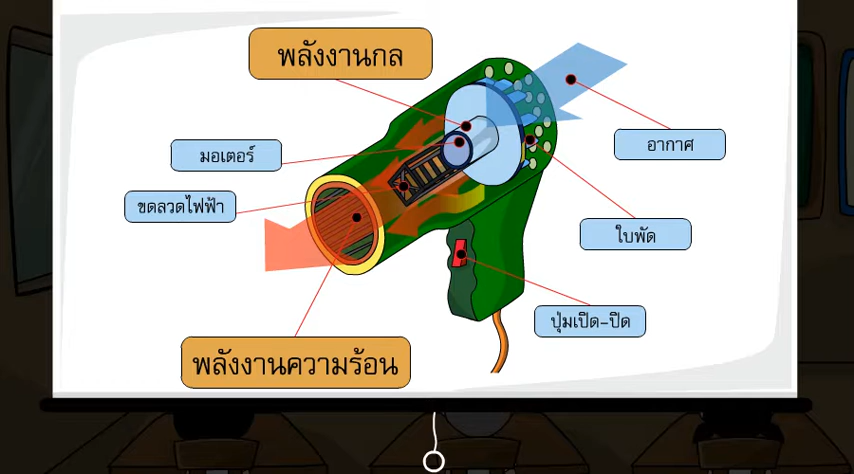 พลังงานกล
มอเตอร์
อากาศ
ขดลวดไฟฟ้า
ใบพัด
ปุ่มเปิด-ปิด
พลังงานความร้อน